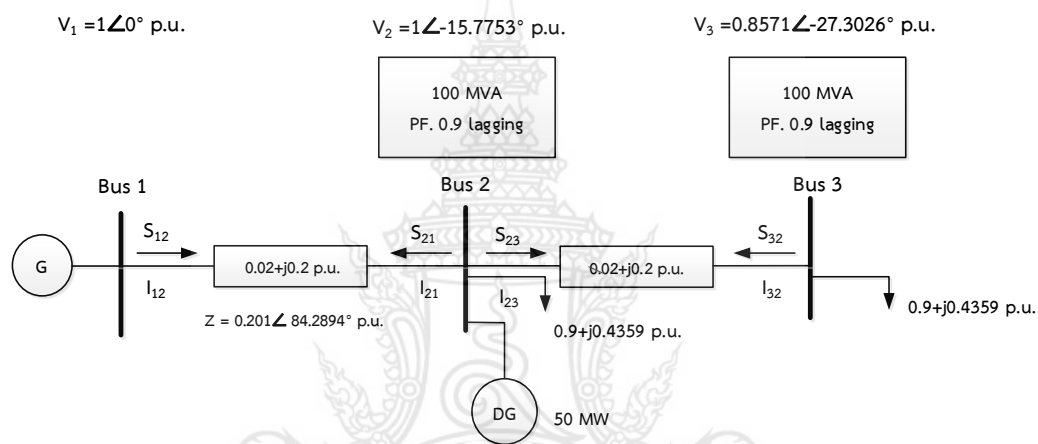 V1 =1∠0° p.u.
V2 =1∠-15.7753° p.u.
V3 =0.8571∠-27.3026° p.u.
100 MVA
PF. 0.9 lagging
100 MVA
PF. 0.9 lagging
Bus 1
Bus 2
Bus 3
S12
S21
S23
S32
G
0.02+j0.2 p.u.
0.02+j0.2 p.u.
I12
I21
I23
I32
Z = 0.201∠ 84.2894° p.u.
0.9+j0.4359 p.u.
0.9+j0.4359 p.u.
DG
50 MW